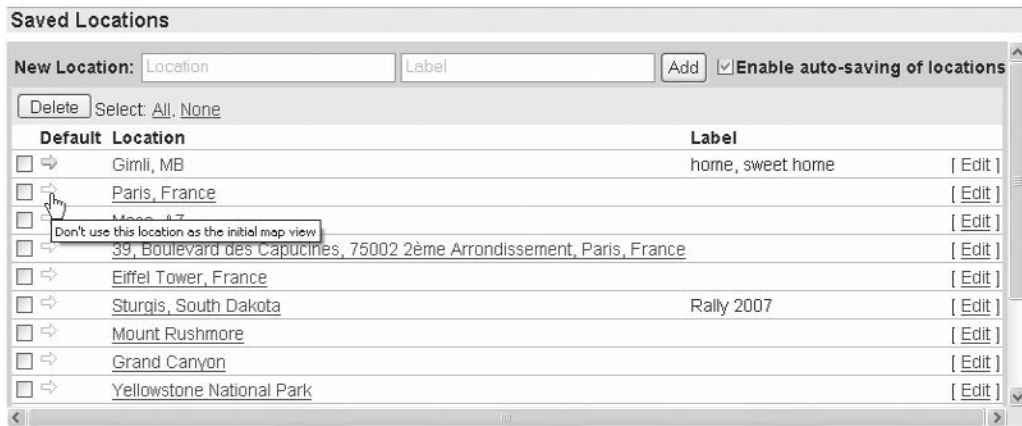 Saved Locations
New Location: Location Label Add Enable auto-saving of locations
Delete Select: All, None
Default Location Label
Gimli, MB home, sweet home [ Edit ]
Paris, France [ Edit ]
[ Edit ]
Don't use this location as the initial map view
39, Boulevard des Capucines, 75002 2ème Arrondissement, Paris, France [ Edit ]
Eiffel Tower, France [ Edit ]
Sturgis, South Dakota Rally 2007 [ Edit ]
Mount Rushmore [ Edit ]
Grand Canyon [ Edit ]
Yellowstone National Park [ Edit ]